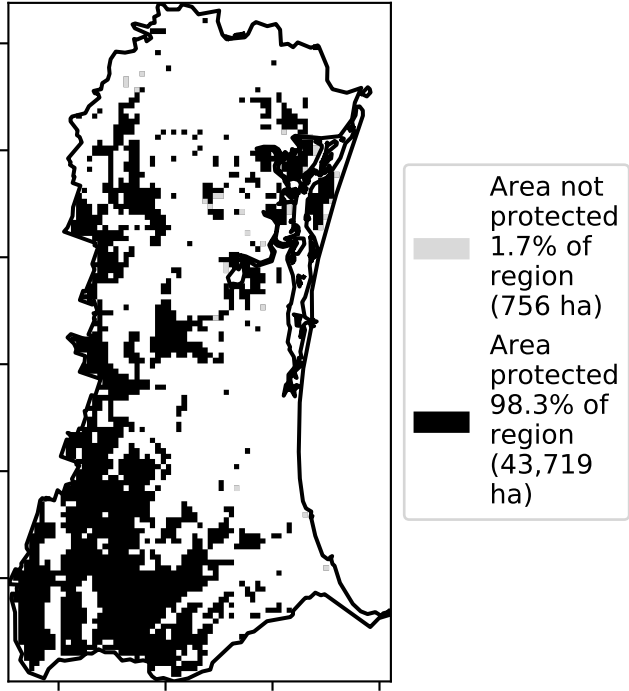 Area not
protected
1.7% of
region
(756 ha)
Area
protected
98.3% of
region
(43,719
ha)